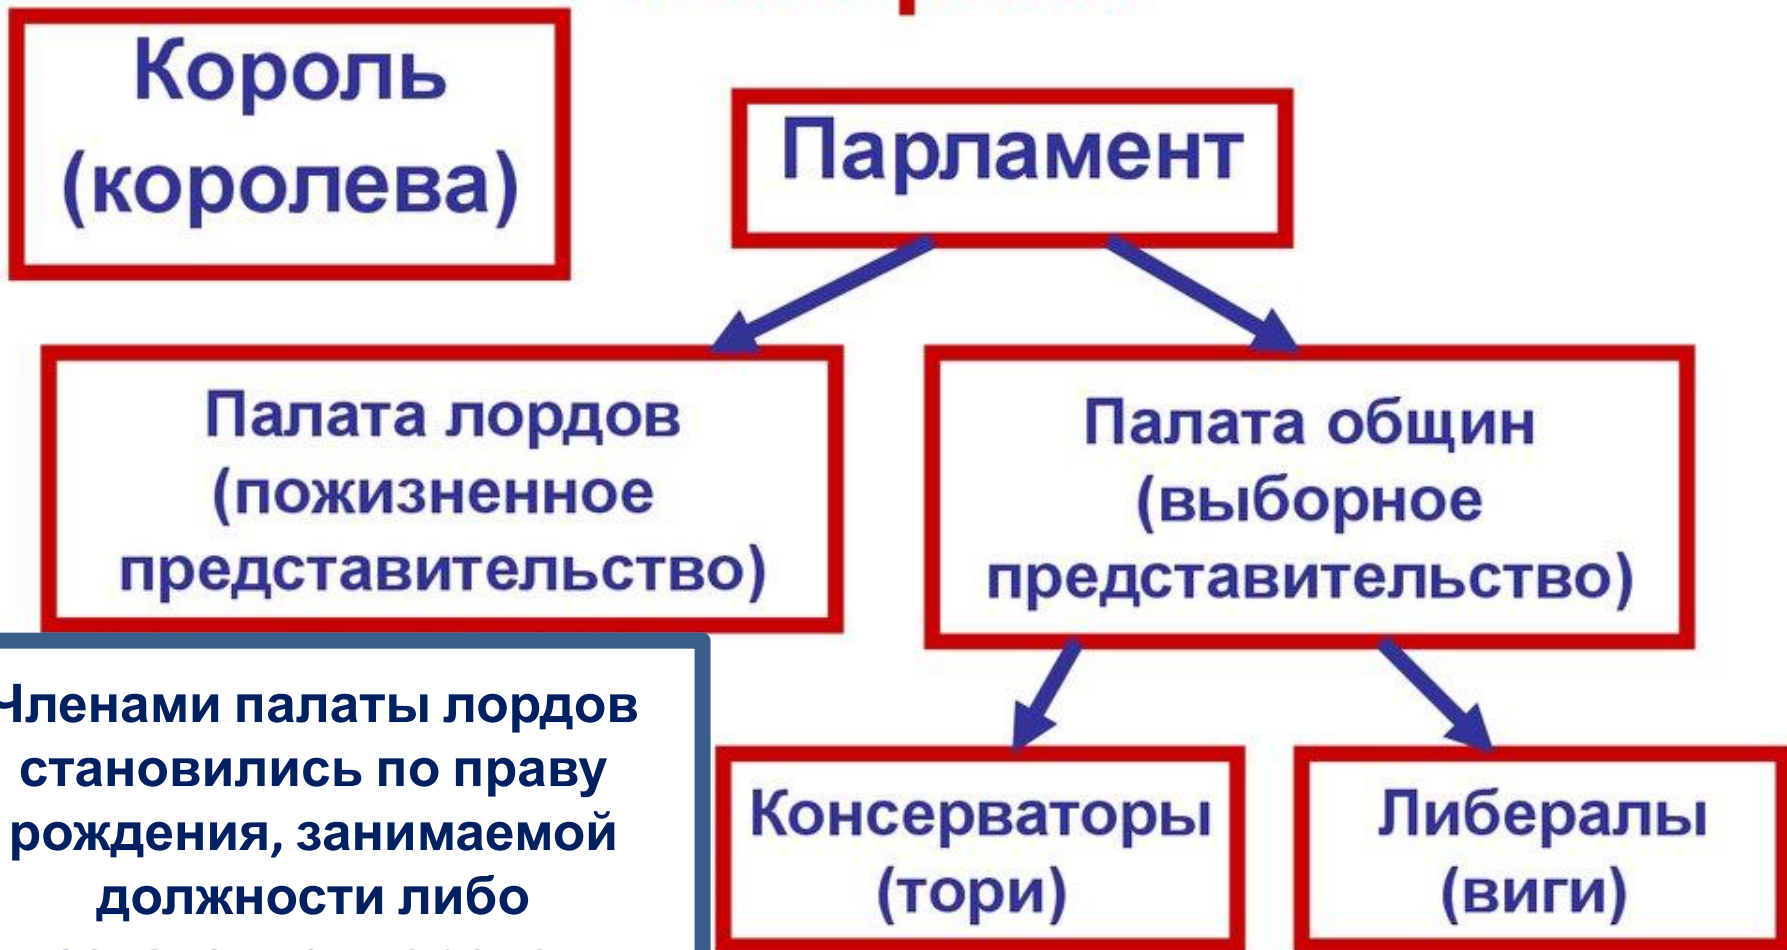 Король
(королева)
Парламент
Палата лордов
(пожизненное
представительство)
Палата общин
(выборное
представительство)
Членами палаты лордов
становились по праву
рождения, занимаемой
должности либо
Консерваторы
(тори)
Либералы
(виги)